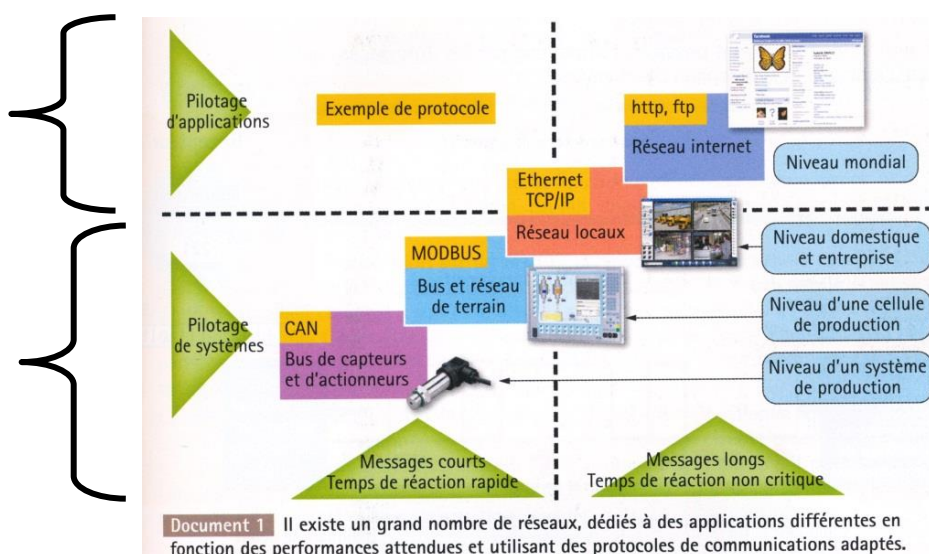 Pilotage
d'applications
Exemple de protocole
http, ftp
Réseau internet
Niveau mondial
Ethernet
TCP/IP
Réseau locaux
Niveau domestique
et entreprise
MODBUS
Bus et réseau
de terrain
Niveau d'une cellule
de production
Pilotage
de systèmes
CAN
Bus de capteurs
et d'actionneurs
Niveau d'un système
de production
Messages courts
Temps de réaction rapide
Messages longs
Temps de réaction non critique
Document 1 Il existe un grand nombre de réseaux, dédiés à des applications différentes en
fonction des performances attendues et utilisant des protocoles de communications adaptés.